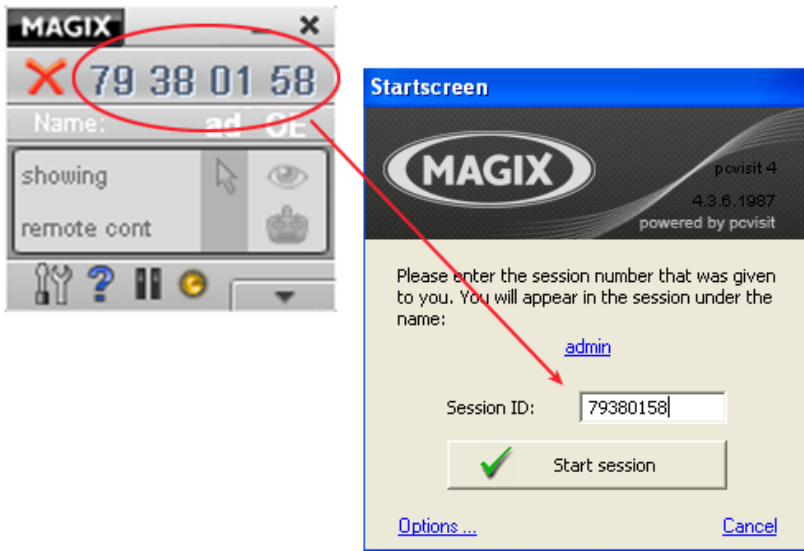 MAGIX
79 38 01 58
Name: ad OE
showing
remote cont
Startscreen
MAGIX
pcvisit 4
4.3.6.1987
powered by pcvisit
Please enter the session number that was given
to you. You will appear in the session under the
name:
admin
Session ID: 79380158
Start session
Options ...
Cancel